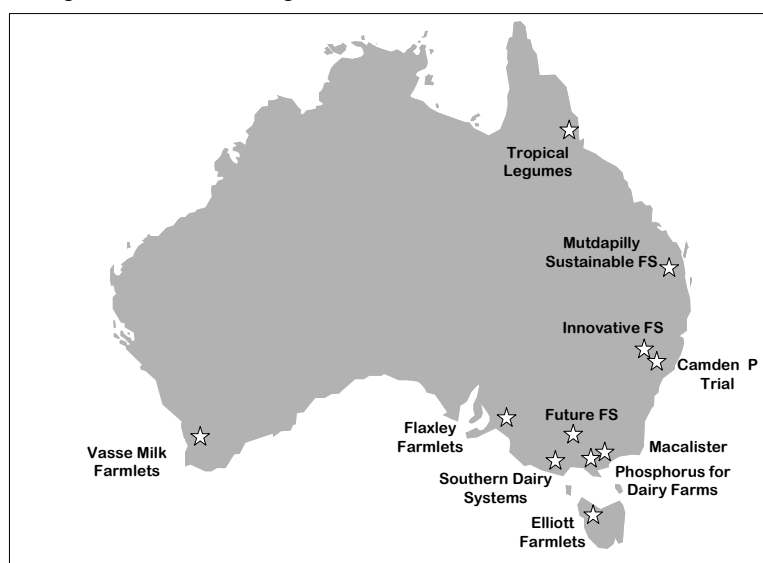 Tropical
Legumes
Mutdapilly
Sustainable FS
Innovative FS
Camden P
Trial
Flaxley
Farmlets
Future FS
Vasse Milk
Farmlets
Macalister
Southern Dairy
Systems
Phosphorus for
Dairy Farms
Elliott
Farmlets